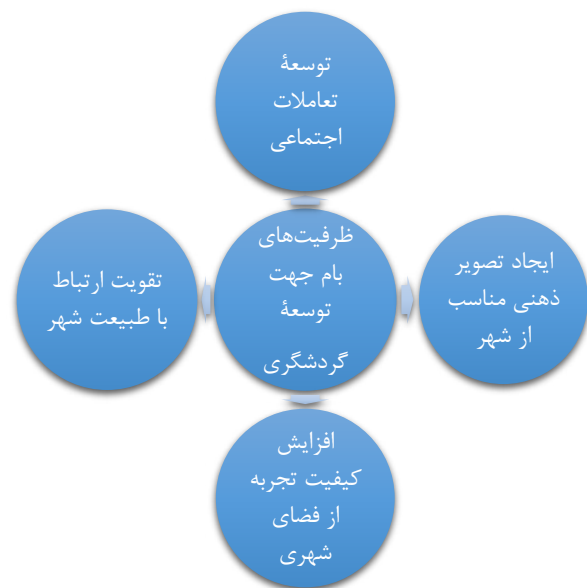 توسعهٔ
تعاملات
اجتماعی
ظرفیت‌های
بام جهت
توسعهٔ
گردشگری
ایجاد تصویر
ذهنی مناسب
از شهر
تقویت ارتباط
با طبیعت شهر
افزایش
کیفیت تجربه
از فضای
شهری